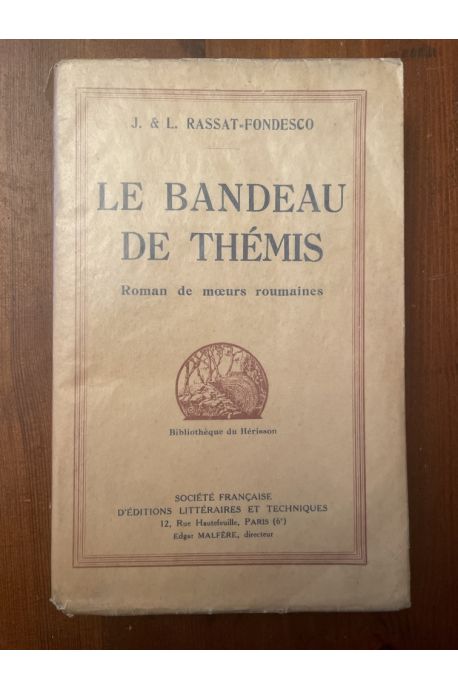 J. & L. RASSAT-FONDESCO
LE BANDEAU
DE THÉMIS
Roman de mœurs roumaines
Bibliothèque du Hérisson
SOCIÉTÉ FRANÇAISE
D'ÉDITIONS LITTÉRAIRES ET TECHNIQUES
12, Rue Hautefeuille, PARIS (6e)
Edgar MALFÈRE, directeur